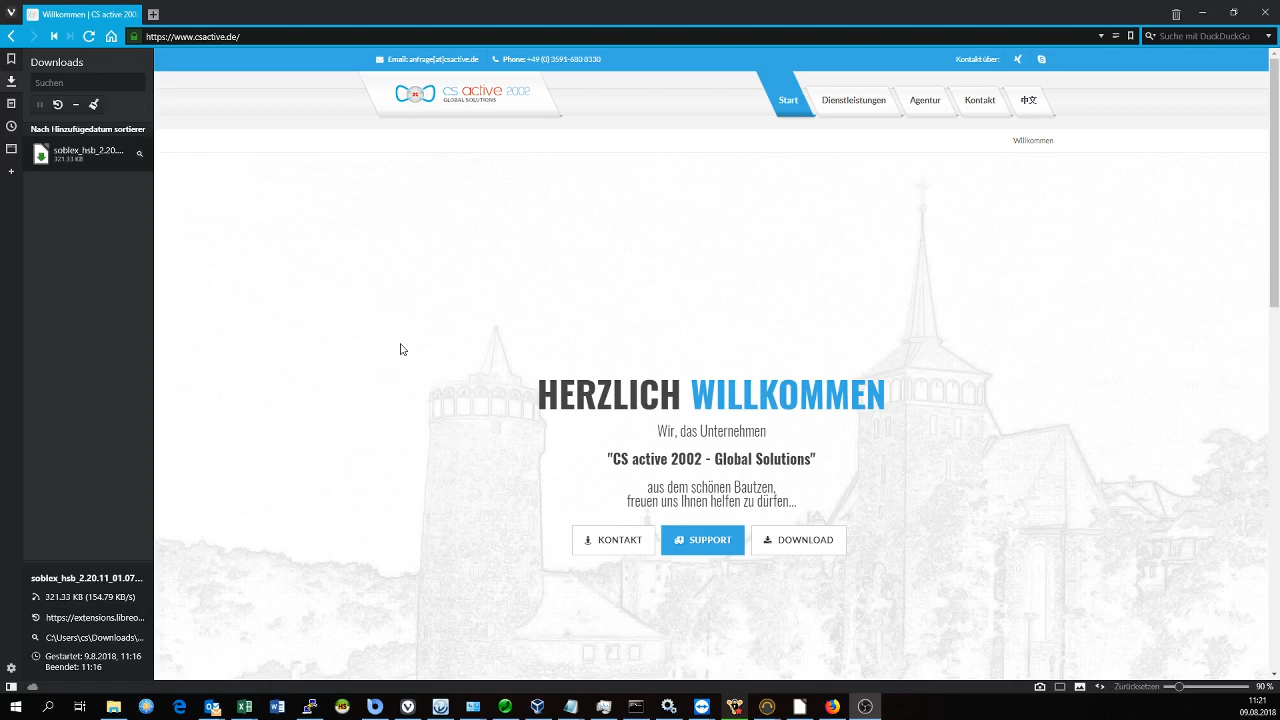 Willkommen | CS active 200
https://www.csactive.de/
Suche mit DuckDuckGo
Downloads
Suchen
Nach Hinzufügedatum sortieren
soblex_hsb_2.20....
321.33 KB
soblex_hsb_2.20.11_01.07...
321.33 KB (154.79 KB/s)
https://extensions.libreo...
C:\Users\cs\Downloads\...
Gestartet: 9.8.2018, 11:16
Beendet: 11:16
Email: anfrage[at]csactive.de
Phone: +49 (0) 3591-680 8330
Kontakt über:
cs active 2002
GLOBAL SOLUTIONS
Start
Dienstleistungen
Agentur
Kontakt
中文
Willkommen
HERZLICH WILLKOMMEN
Wir, das Unternehmen
"CS active 2002 - Global Solutions"
aus dem schönen Bautzen,
freuen uns Ihnen helfen zu dürfen...
KONTAKT
SUPPORT
DOWNLOAD
Zurücksetzen
90 %
11:21
09.08.2018